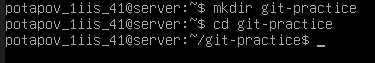 potapov_1iis_41@server:~$ mkdir git-practice
potapov_1iis_41@server:~$ cd git-practice
potapov_1iis_41@server:~/git-practice$ _